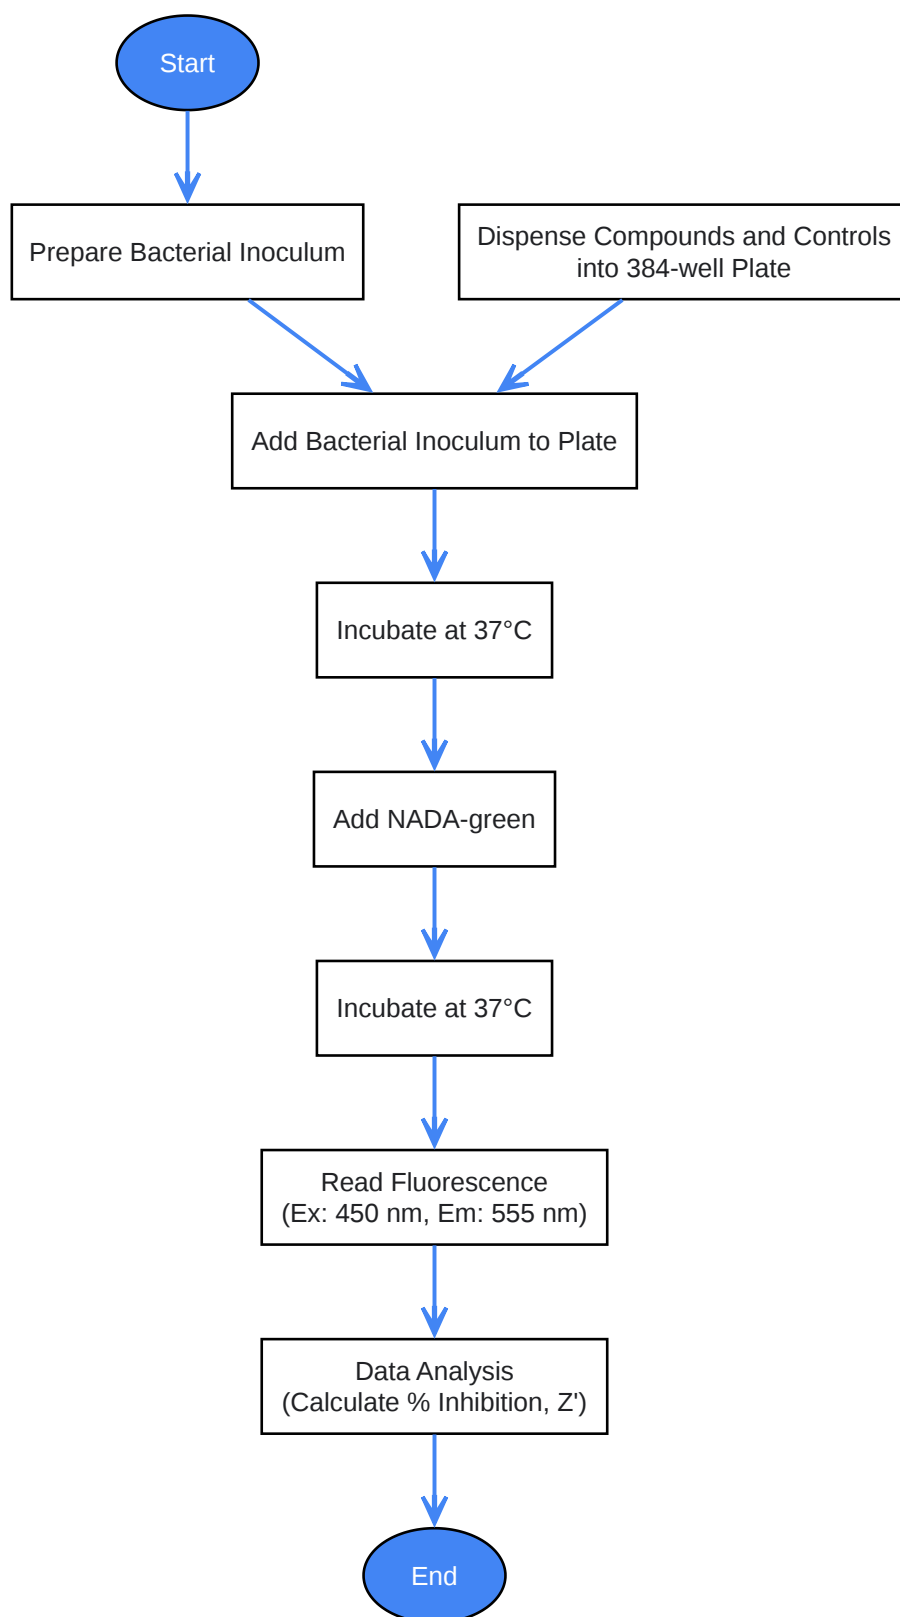 Start
Prepare Bacterial Inoculum
Dispense Compounds and Controls
into 384-well Plate
Add Bacterial Inoculum to Plate
Incubate at 37°C
Add NADA-green
Incubate at 37°C
Read Fluorescence
(Ex: 450 nm, Em: 555 nm)
Data Analysis
(Calculate % Inhibition, Z')
End